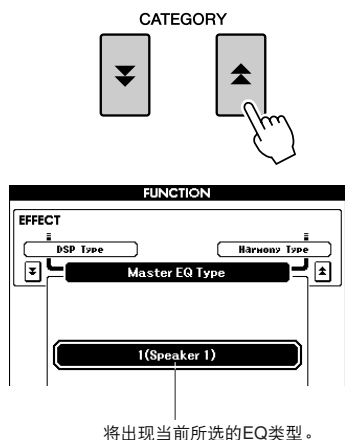 CATEGORY
FUNCTION
EFFECT
DSP Type
Harmony Type
Master EQ Type
1(Speaker 1)
将出现当前所选的EQ类型。